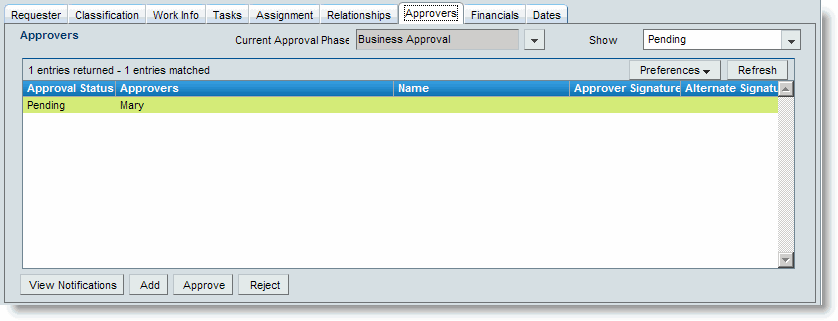 Requester Classification Work Info Tasks Assignment Relationships Approvers Financials Dates
Approvers Current Approval Phase Business Approval Show Pending
1 entries returned - 1 entries matched Preferences Refresh
Approval Status Approvers Name Approver Signature Alternate Signatu
Pending Mary
View Notifications Add Approve Reject